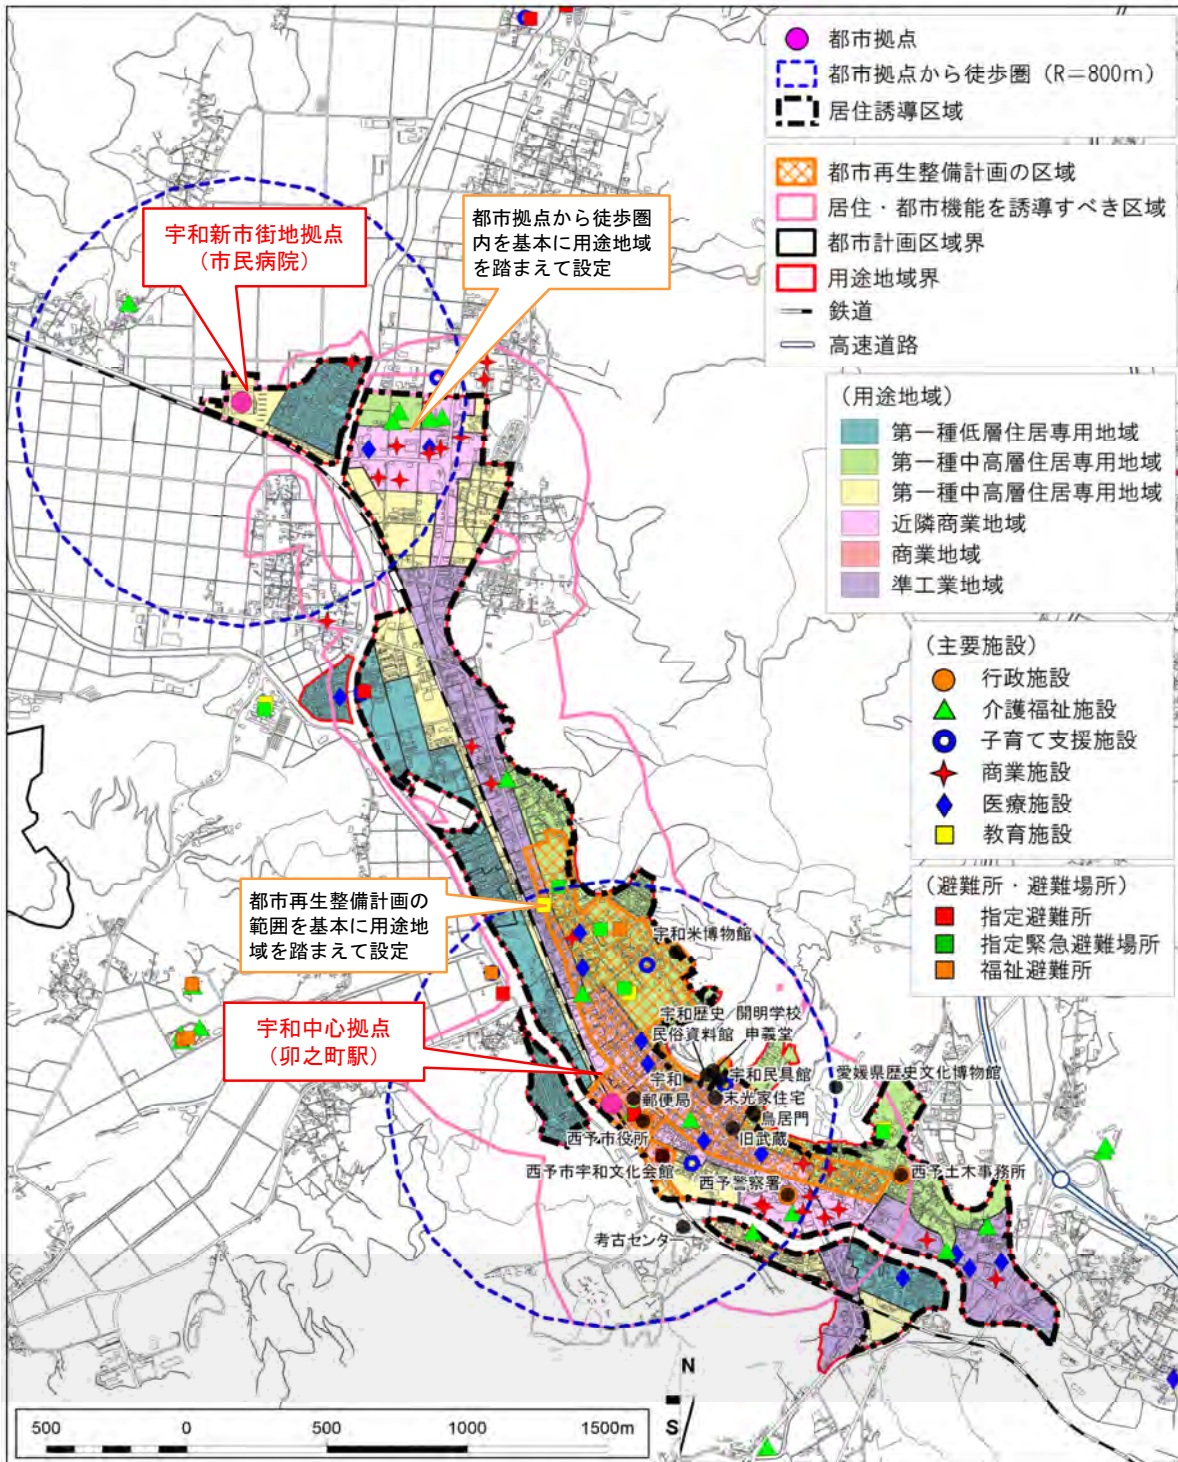 都市拠点
都市拠点から徒歩圏（R＝800m）
居住誘導区域
都市再生整備計画の区域
居住・都市機能を誘導すべき区域
都市計画区域界
用途地域界
鉄道
高速道路
（用途地域）
第一種低層住居専用地域
第一種中高層住居専用地域
第一種中高層住居専用地域
近隣商業地域
商業地域
準工業地域
（主要施設）
行政施設
介護福祉施設
子育て支援施設
商業施設
医療施設
教育施設
（避難所・避難場所）
指定避難所
指定緊急避難場所
福祉避難所
宇和新市街地拠点
（市民病院）
都市拠点から徒歩圏
内を基本に用途地域
を踏まえて設定
都市再生整備計画の
範囲を基本に用途地
域を踏まえて設定
宇和中心拠点
（卯之町駅）
宇和米博物館
宇和歴史
民俗資料館
開明学校
申義堂
宇和民具館
愛媛県歴史文化博物館
宇和
郵便局
末光家住宅
鳥居門
西予市役所
旧武蔵
西予市宇和文化会館
西予警察署
西予土木事務所
考古センター
N
S
500
0
500
1000
1500m